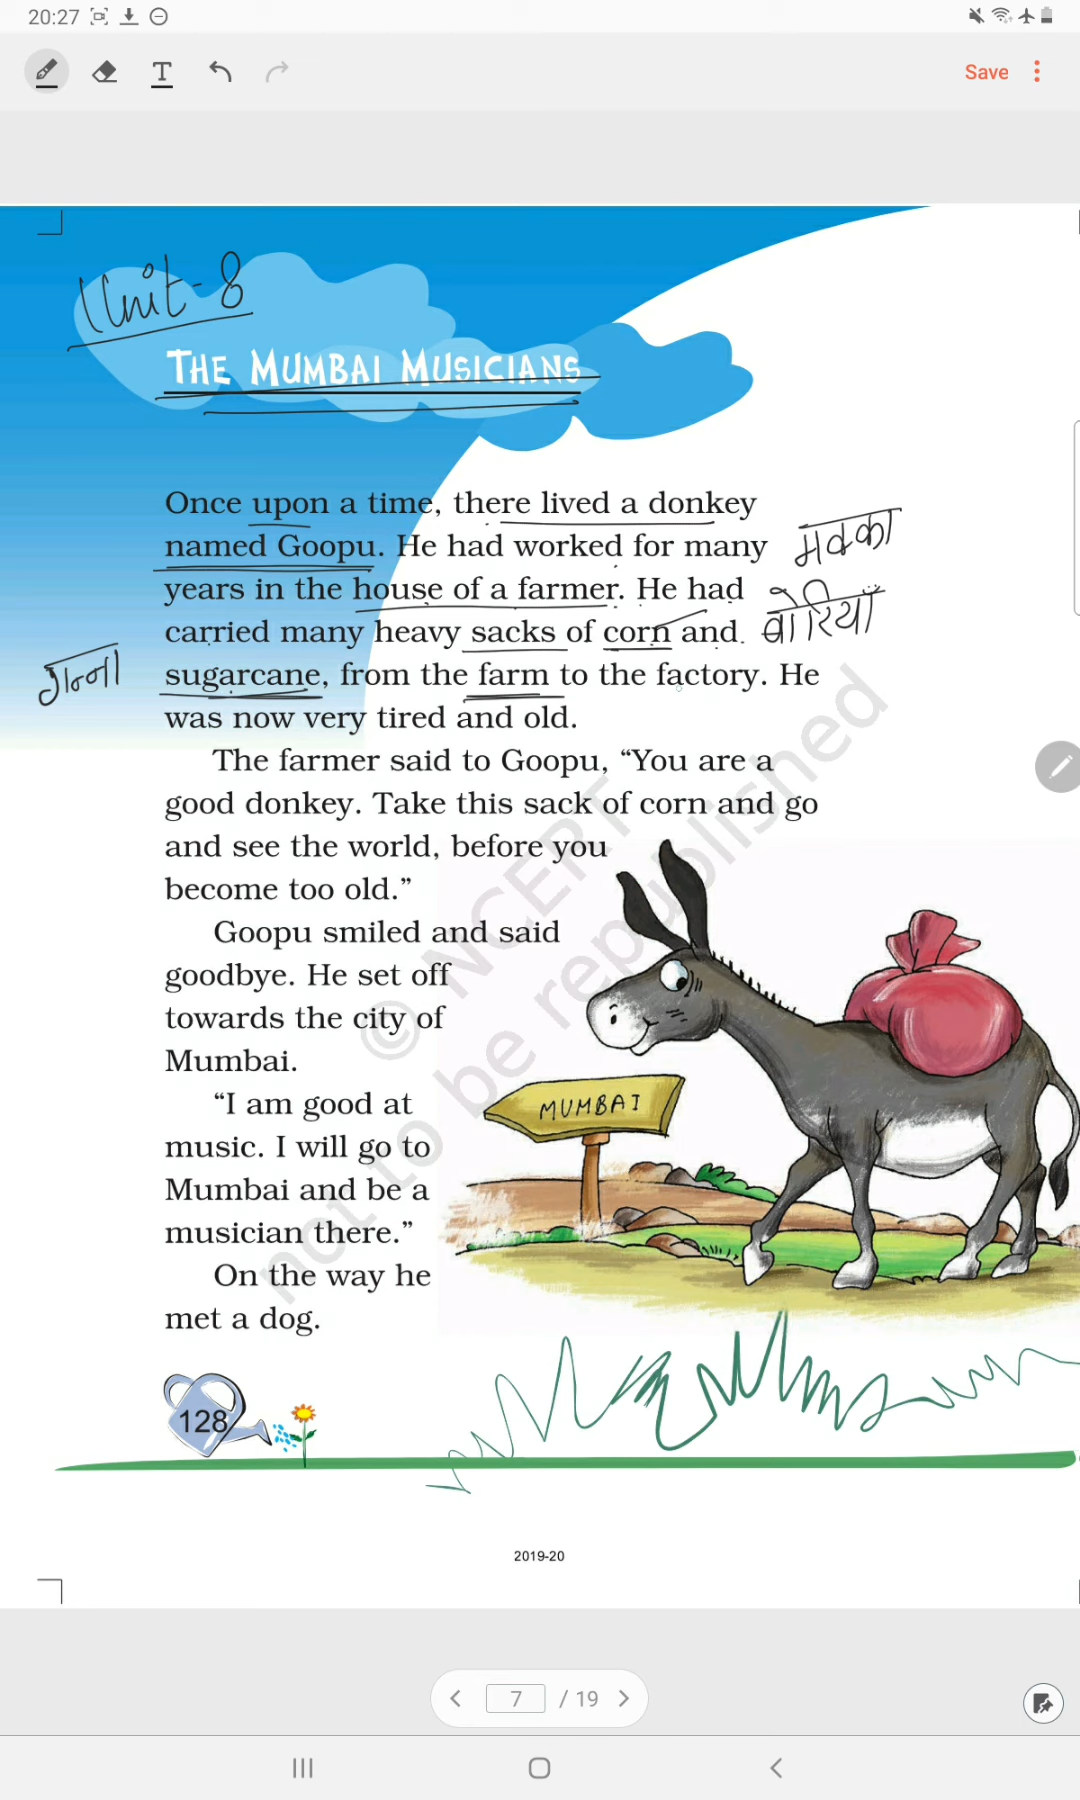 20:27
Save
Unit-8
THE MUMBAI MUSICIANS
Once upon a time, there lived a donkey
named Goopu. He had worked for many
मक्का
years in the house of a farmer. He had
बोरियाँ
carried many heavy sacks of corn and
गन्ना
sugarcane, from the farm to the factory. He
was now very tired and old.
The farmer said to Goopu, “You are a
good donkey. Take this sack of corn and go
and see the world, before you
become too old.”
Goopu smiled and said
goodbye. He set off
towards the city of
Mumbai.
“I am good at
music. I will go to
Mumbai and be a
musician there.”
On the way he
met a dog.
MUMBAI
© NCERT
not to be republished
128
2019-20
7 / 19